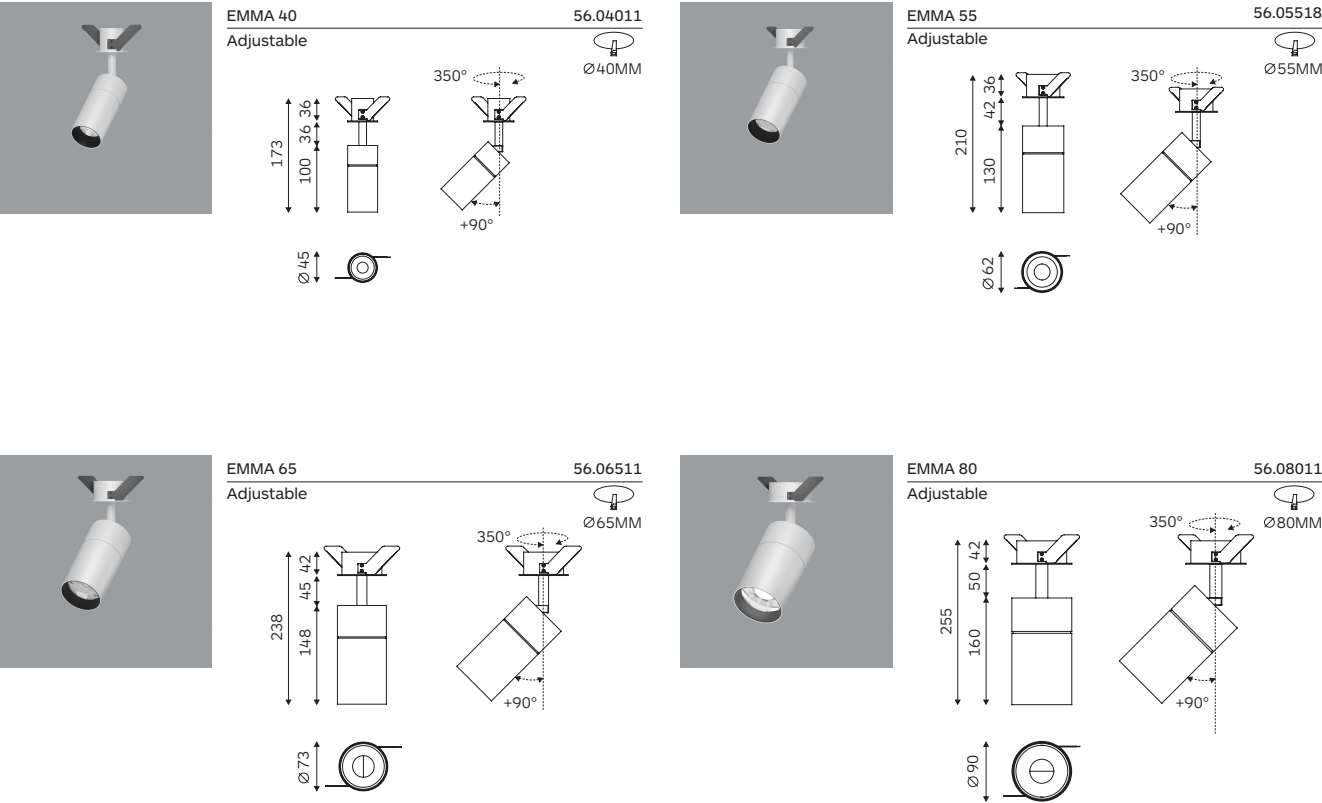 EMMA 40 56.04011
Adjustable
Ø40MM
350°
36
36
173
100
+90°
Ø 45
EMMA 55 56.05518
Adjustable
Ø55MM
350°
36
42
210
130
+90°
Ø 62
EMMA 65 56.06511
Adjustable
Ø65MM
350°
42
45
238
148
+90°
Ø 73
EMMA 80 56.08011
Adjustable
Ø80MM
350°
42
50
255
160
+90°
Ø 90